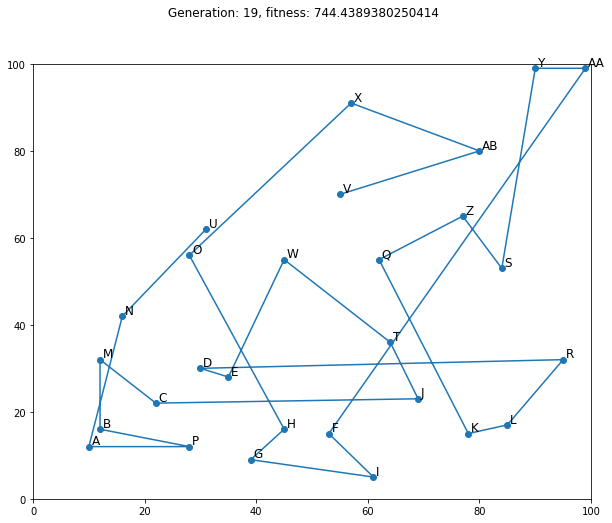 Generation: 19, fitness: 744.4389380250414
100
Y
AA
X
80
AB
V
Z
U
60
O
W
Q
S
40
N
T
M
R
D
E
20
C
J
B
H
F
K
L
A
P
G
I
0
0
20
40
60
80
100